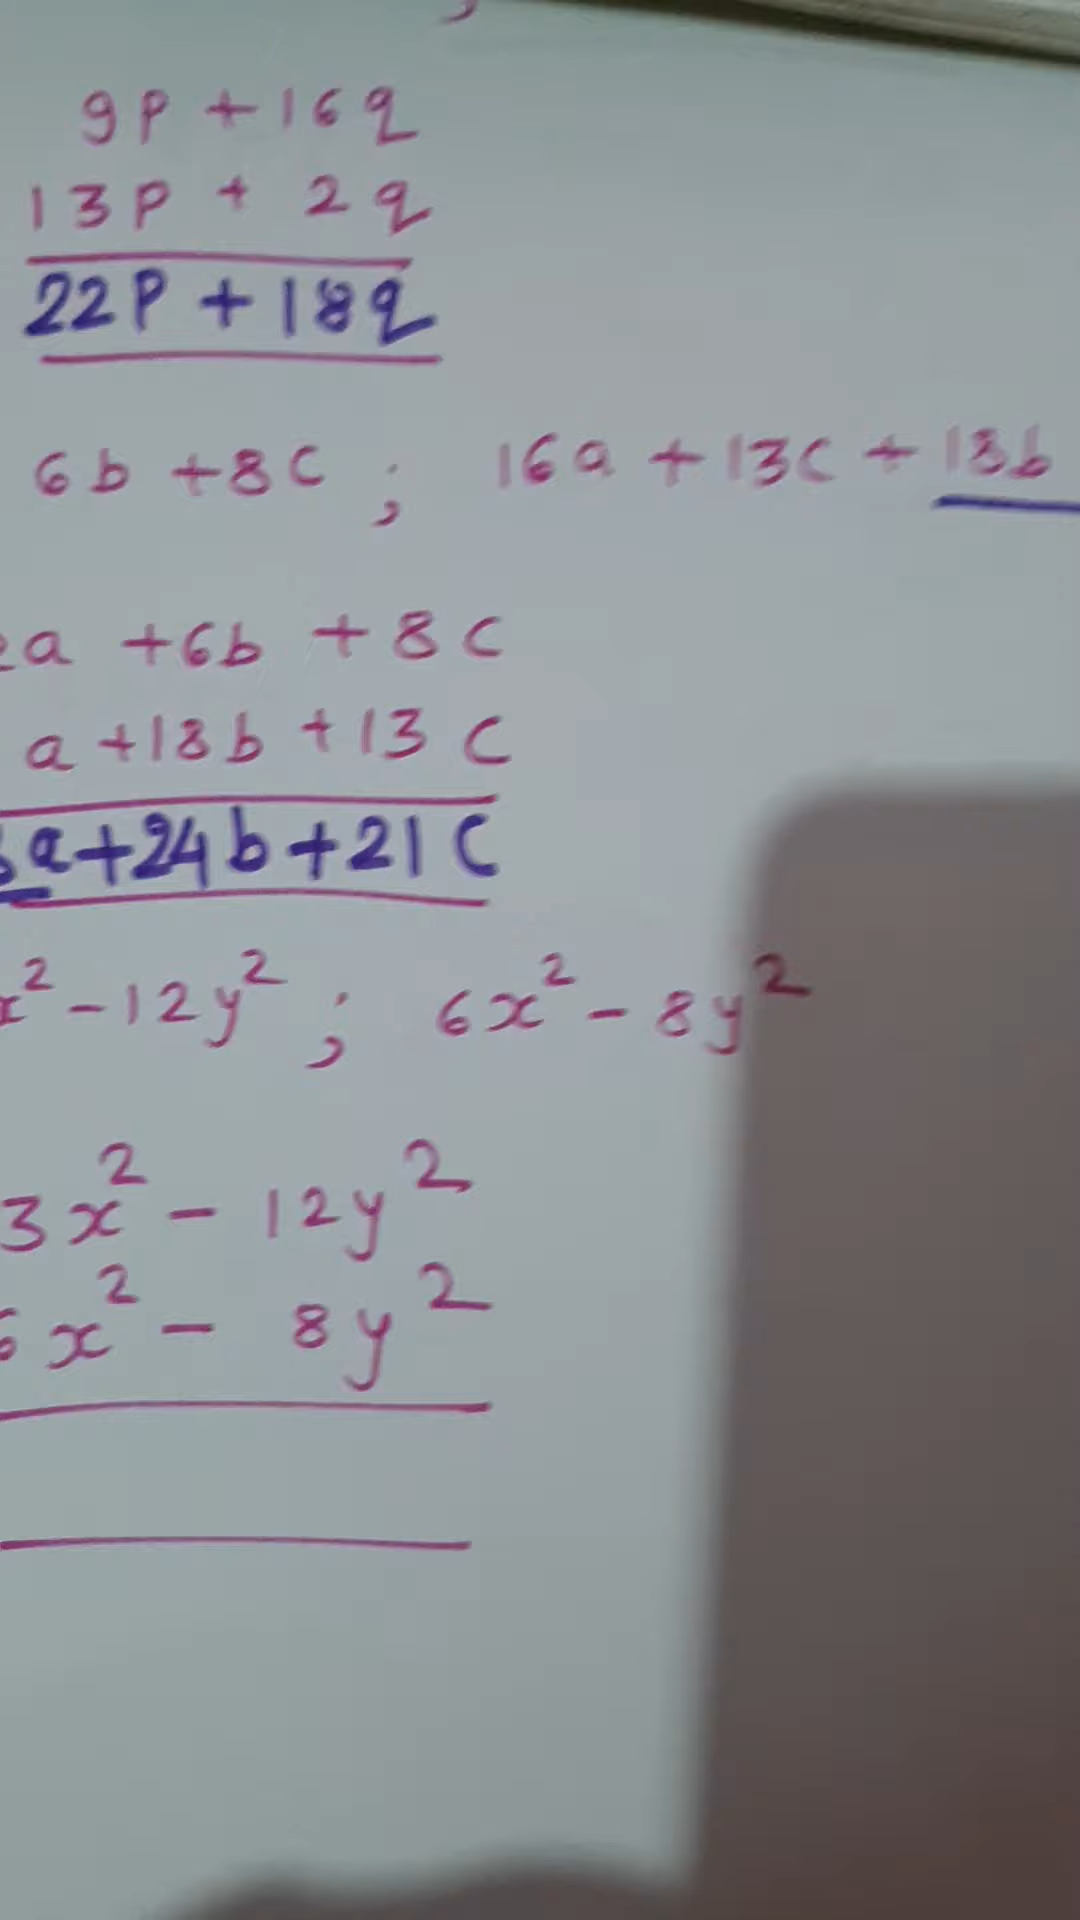 9p + 16q
13p + 2q
22p + 18q
6b + 8c ; 16a + 13c + 18b
a + 6b + 8c
a + 18b + 13c
a + 24b + 21c
x² - 12y² ; 6x² - 8y²
3x² - 12y²
6x² - 8y²